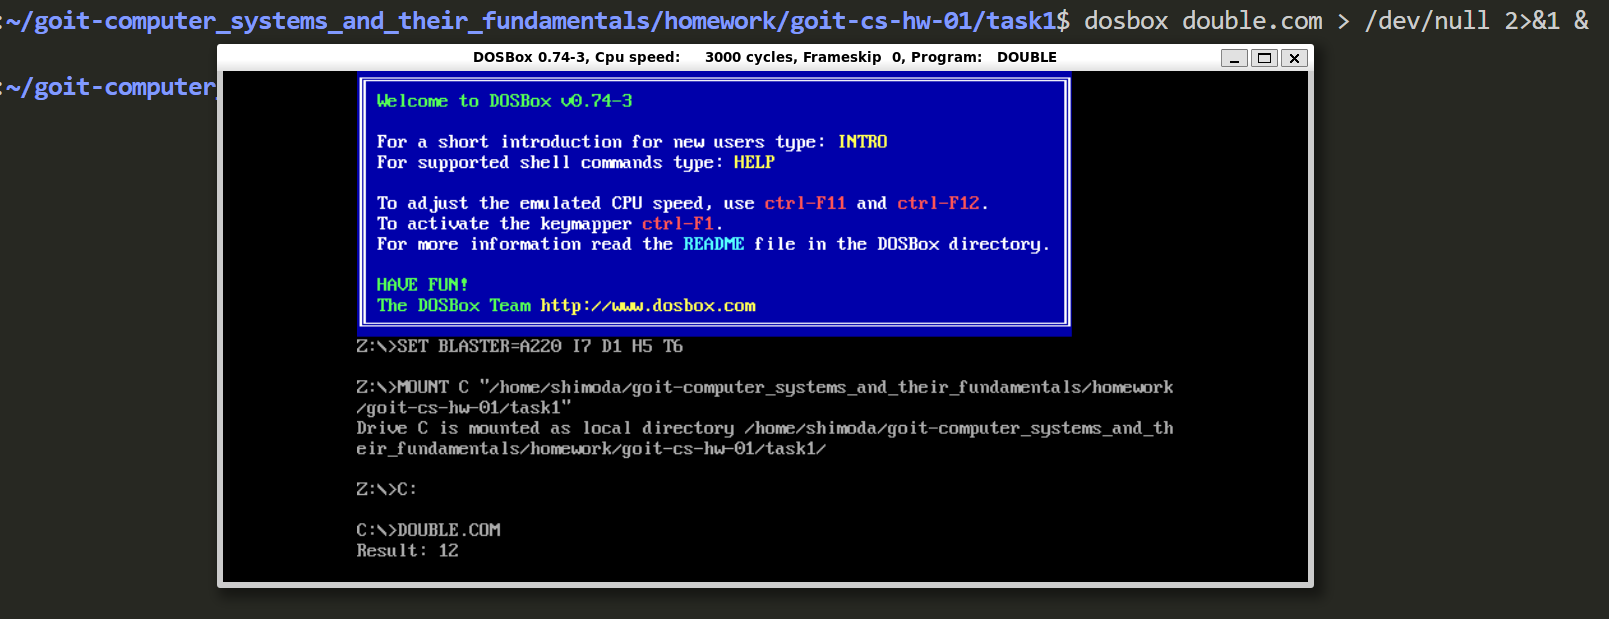 :~/goit-computer_systems_and_their_fundamentals/homework/goit-cs-hw-01/task1$ dosbox double.com > /dev/null 2>&1 &
DOSBox 0.74-3, Cpu speed: 3000 cycles, Frameskip 0, Program: DOUBLE
:~/goit-computer_
Welcome to DOSBox v0.74-3
For a short introduction for new users type: INTRO
For supported shell commands type: HELP
To adjust the emulated CPU speed, use ctrl-F11 and ctrl-F12.
To activate the keymapper ctrl-F1.
For more information read the README file in the DOSBox directory.
HAVE FUN!
The DOSBox Team http://www.dosbox.com
Z:\>SET BLASTER=A220 I7 D1 H5 T6
Z:\>MOUNT C "/home/shimoda/goit-computer_systems_and_their_fundamentals/homework
/goit-cs-hw-01/task1"
Drive C is mounted as local directory /home/shimoda/goit-computer_systems_and_th
eir_fundamentals/homework/goit-cs-hw-01/task1/
Z:\>C:
C:\>DOUBLE.COM
Result: 12